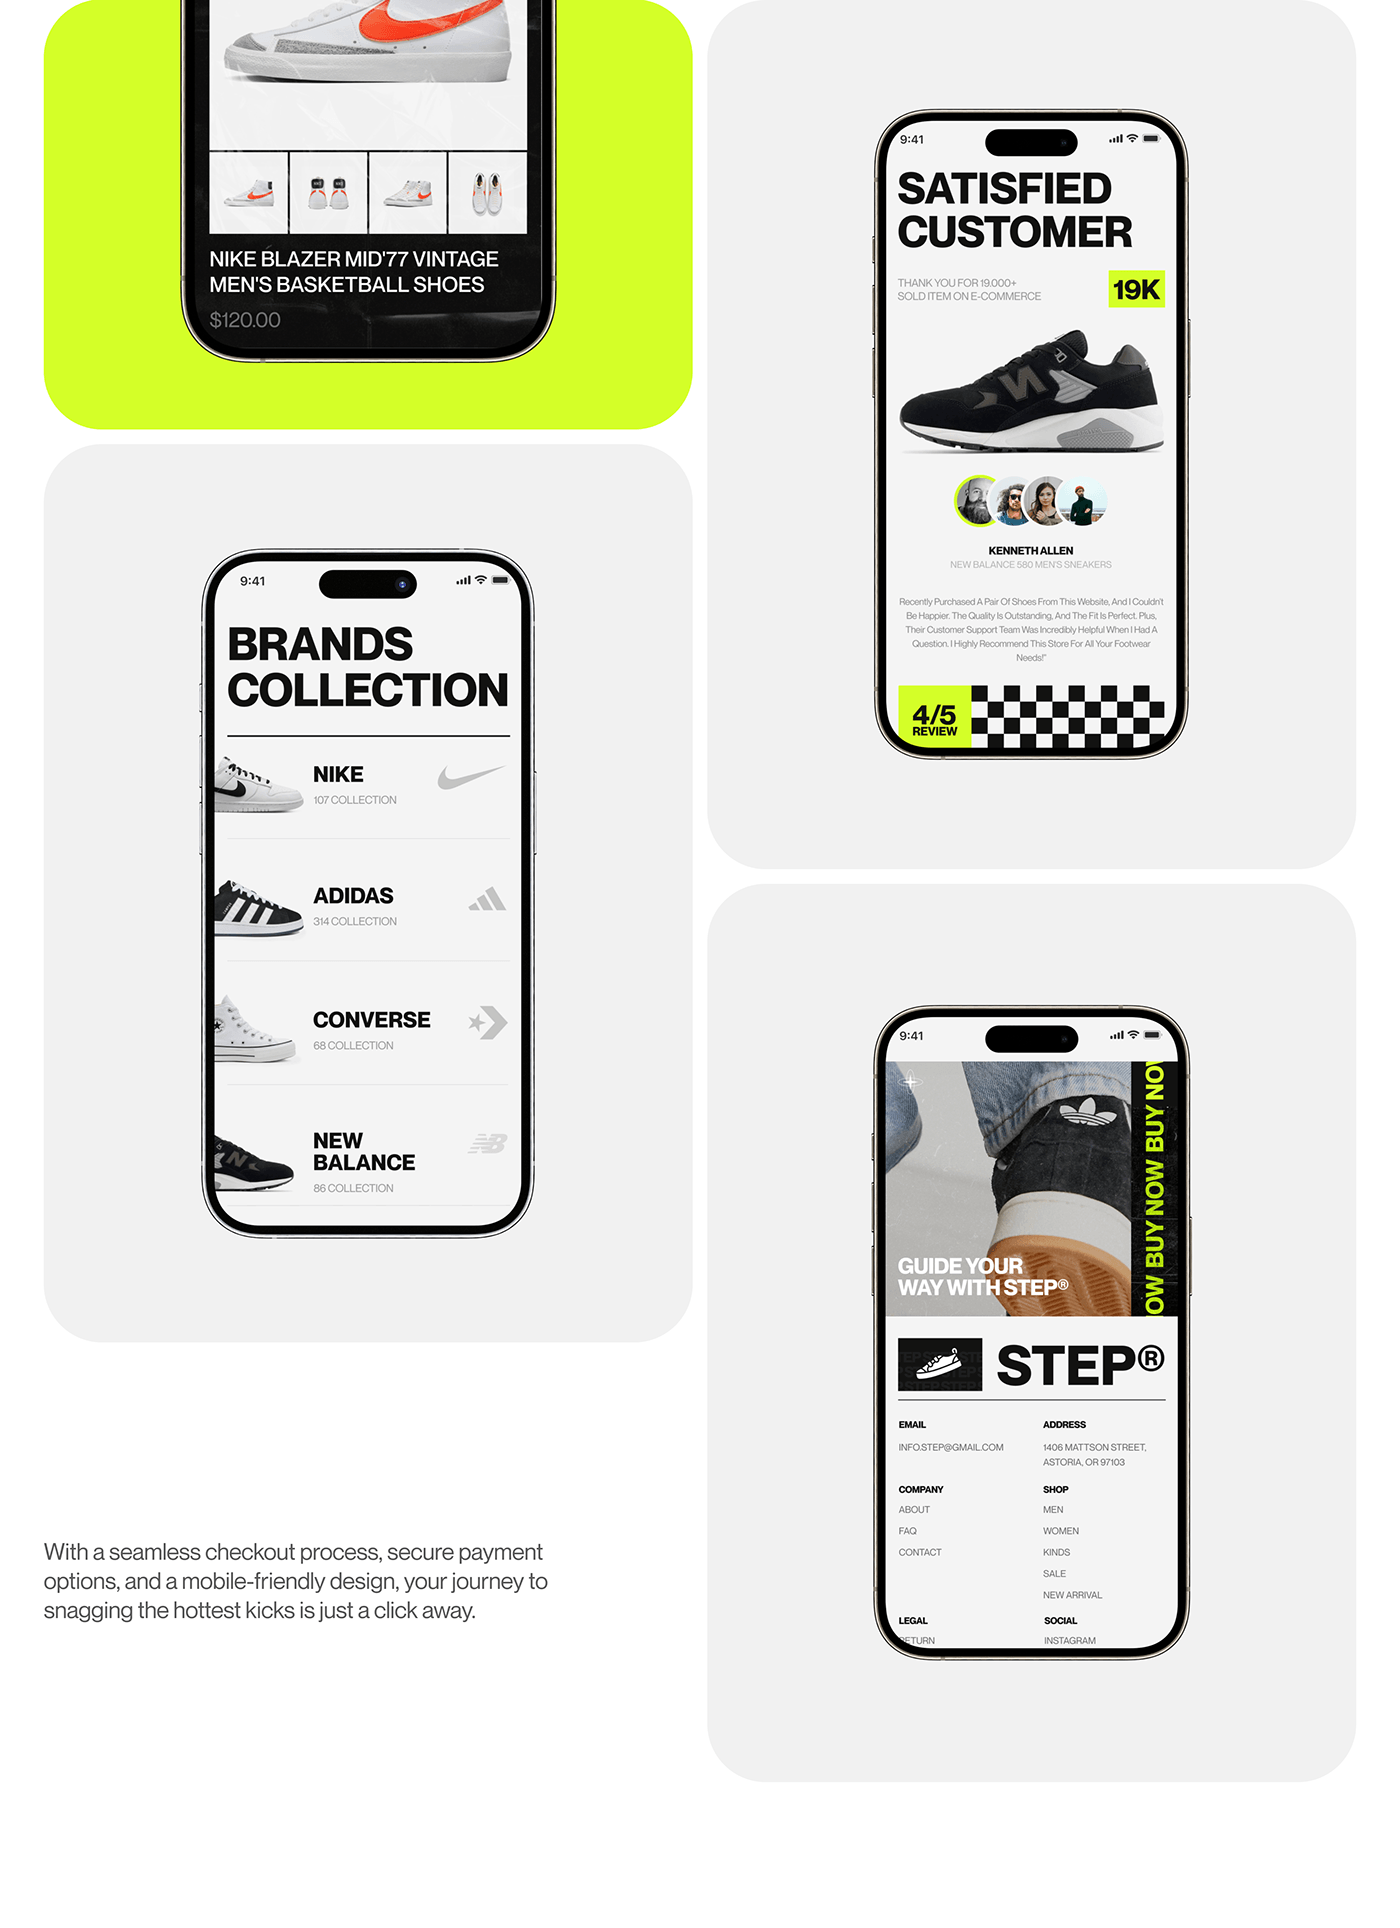 NIKE BLAZER MID'77 VINTAGE
MEN'S BASKETBALL SHOES
$120.00
9:41
BRANDS
COLLECTION
NIKE
107 COLLECTION
ADIDAS
314 COLLECTION
CONVERSE
68 COLLECTION
NEW
BALANCE
86 COLLECTION
With a seamless checkout process, secure payment
options, and a mobile-friendly design, your journey to
snagging the hottest kicks is just a click away.
9:41
SATISFIED
CUSTOMER
THANK YOU FOR 19.000+
SOLD ITEM ON E-COMMERCE
19K
KENNETH ALLEN
NEW BALANCE 580 MEN'S SNEAKERS
Recently Purchased A Pair Of Shoes From This Website, And I Couldn't
Be Happier. The Quality Is Outstanding, And The Fit Is Perfect. Plus,
Their Customer Support Team Was Incredibly Helpful When I Had A
Question. I Highly Recommend This Store For All Your Footwear
Needs!"
4/5
REVIEW
9:41
BUY NOW BUY NOW
GUIDE YOUR
WAY WITH STEP®
STEP®
EMAIL
INFO.STEP@GMAIL.COM
ADDRESS
1406 MATTSON STREET,
ASTORIA, OR 97103
COMPANY
ABOUT
FAQ
CONTACT
SHOP
MEN
WOMEN
KINDS
SALE
NEW ARRIVAL
LEGAL
RETURN
SOCIAL
INSTAGRAM